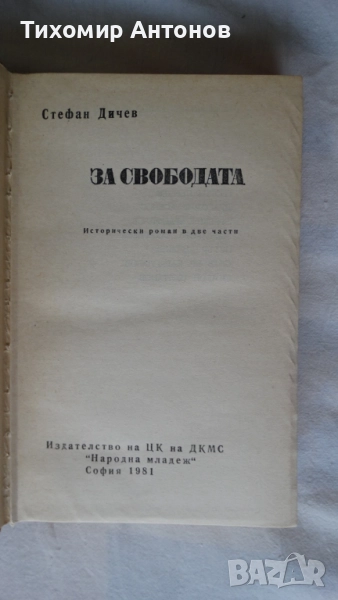 Тихомир Антонов
Стефан Дичев
ЗА СВОБОДАТА
Исторически роман в две части
Издателство на ЦК на ДКМС
"Народна младеж"
София 1981
BAZAR